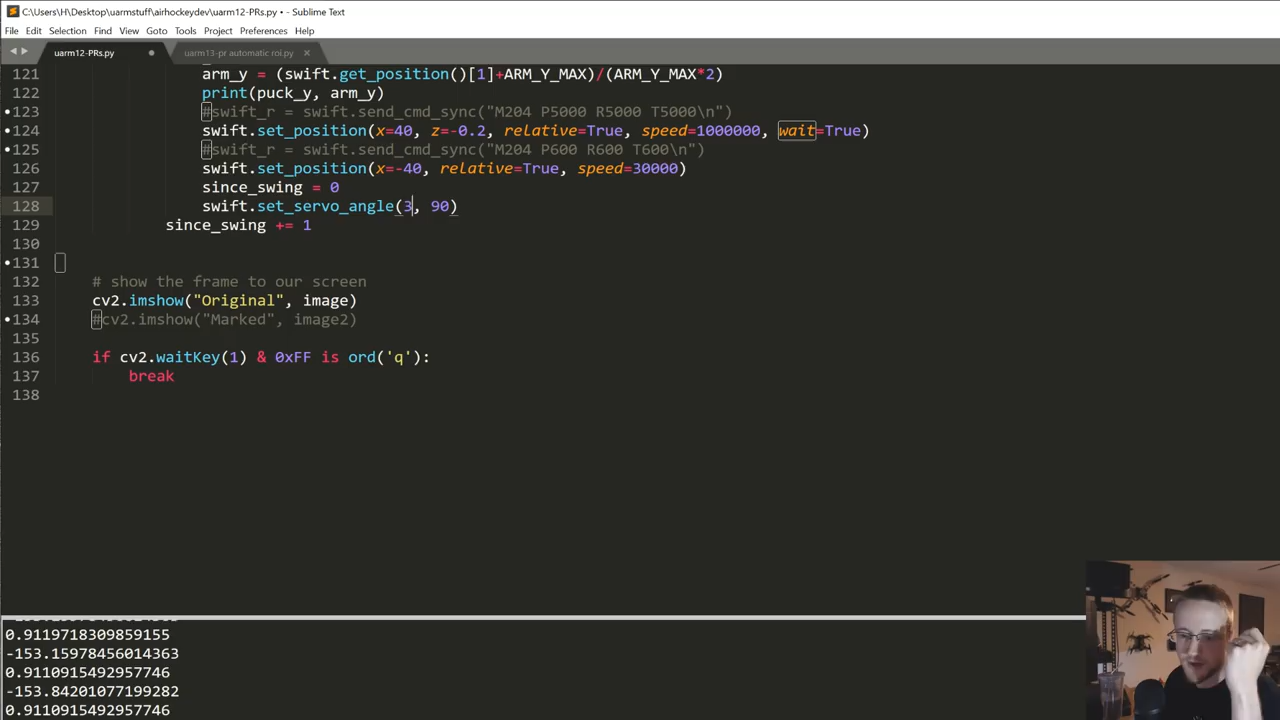 C:\Users\H\Desktop\uarmstuff\airhockeydev\uarm12-PRs.py • - Sublime Text
File Edit Selection Find View Goto Tools Project Preferences Help
uarm12-PRs.py uarm13-pr automatic roi.py ×
121 arm_y = (swift.get_position()[1]+ARM_Y_MAX)/(ARM_Y_MAX*2)
122 print(puck_y, arm_y)
123 #swift_r = swift.send_cmd_sync("M204 P5000 R5000 T5000\n")
124 swift.set_position(x=40, z=-0.2, relative=True, speed=1000000, wait=True)
125 #swift_r = swift.send_cmd_sync("M204 P600 R600 T600\n")
126 swift.set_position(x=-40, relative=True, speed=30000)
127 since_swing = 0
128 swift.set_servo_angle(3, 90)
129 since_swing += 1
130
131
132 # show the frame to our screen
133 cv2.imshow("Original", image)
134 #cv2.imshow("Marked", image2)
135
136 if cv2.waitKey(1) & 0xFF is ord('q'):
137 break
138
0.9119718309859155
-153.15978456014363
0.9110915492957746
-153.84201077199282
0.9110915492957746